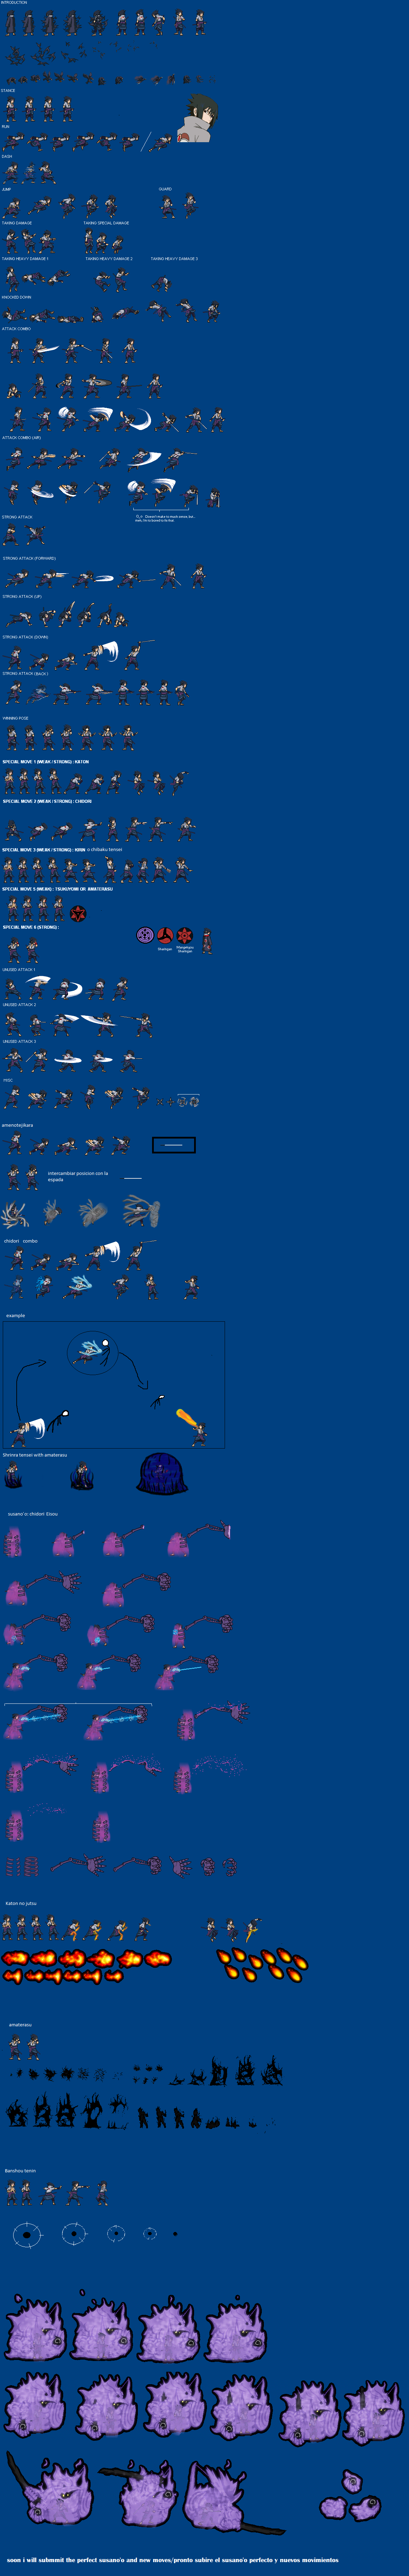 INTRODUCTION
STANCE
RUN
DASH
JUMP
GUARD
TAKING DAMAGE
TAKING SPECIAL DAMAGE
TAKING HEAVY DAMAGE 1
TAKING HEAVY DAMAGE 2
TAKING HEAVY DAMAGE 3
KNOCKED DOWN
ATTACK COMBO
ATTACK COMBO (AIR)
STRONG ATTACK
STRONG ATTACK (FORWARD)
STRONG ATTACK (UP)
STRONG ATTACK (DOWN)
STRONG ATTACK (BACK)
WINNING POSE
SPECIAL MOVE 1 (WEAK / STRONG) : KATON
SPECIAL MOVE 2 (WEAK / STRONG) : CHIDORI
SPECIAL MOVE 3 (WEAK / STRONG) : KIRIN o chibaku tensei
SPECIAL MOVE 5 (WEAK) : TSUKUYOMI OR AMATERASU
SPECIAL MOVE 6 (STRONG) :
Sharingan
Mangekyou
Sharingan
UNUSED ATTACK 1
UNUSED ATTACK 2
UNUSED ATTACK 3
MISC
amenotejikara
intercambiar posicion con la
espada
chidori combo
example
Shinra tensei with amaterasu
susano'o: chidori Eisou
Katon no jutsu
amaterasu
Banshou tenin
soon i will submmit the perfect susano'o and new moves/pronto subire el susano'o perfecto y nuevos movimientos